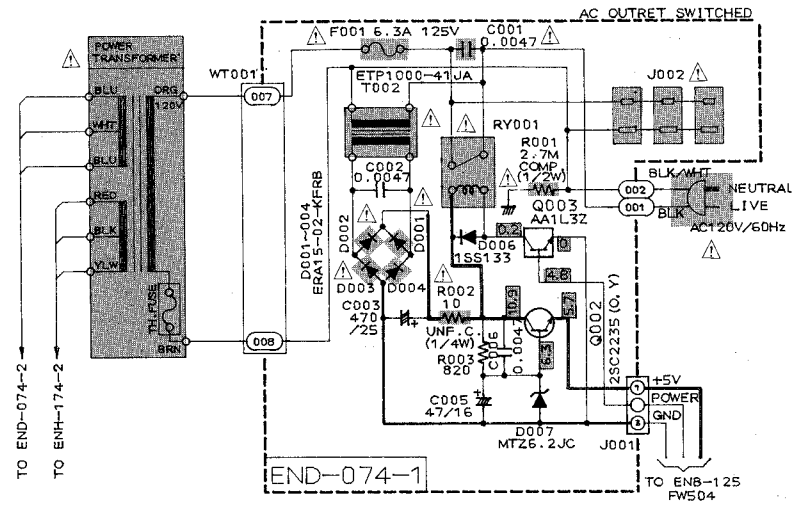 AC OUTRET SWITCHED
F001 6.3A 125V
C001
0.0047
POWER
TRANSFORMER
WT001
ETP1000-41JA
T002
J002
BLU
ORG
120V
007
WHT
BLU
RY001
R001
2.7M
COMP.
(1/2W)
C002
0.0047
BLK/WHT
002
NEUTRAL
001
LIVE
BLK
AC120V/60Hz
RED
BLK
YLW
D001~004
ERA15-02-KFRB
D002
D001
D003
D004
Q003
AA1L3Z
0.2
0
D006
1SS133
4.8
TH.FUSE
BRN
008
C003
470
/25
R002
10
UNF.C.
(1/4W)
R003
820
C006
0.0047
10.9
5.7
6.3
Q002
2SC2235(O,Y)
C005
47/16
D007
MTZ6.2JC
+5V
POWER
GND
J001
TO END-074-2
TO ENH-174-2
END-074-1
TO ENB-125
FW504